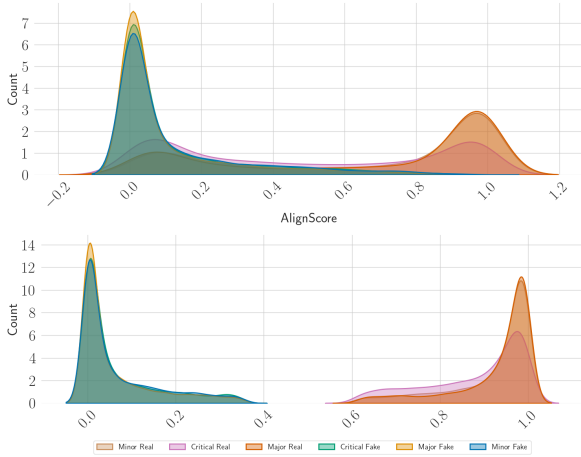 7
6
5
4
3
2
1
0
Count
−0.2 0.0 0.2 0.4 0.6 0.8 1.0 1.2
AlignScore
14
12
10
8
6
4
2
0
Count
0.0 0.2 0.4 0.6 0.8 1.0
Minor Real Critical Real Major Real Critical Fake Major Fake Minor Fake